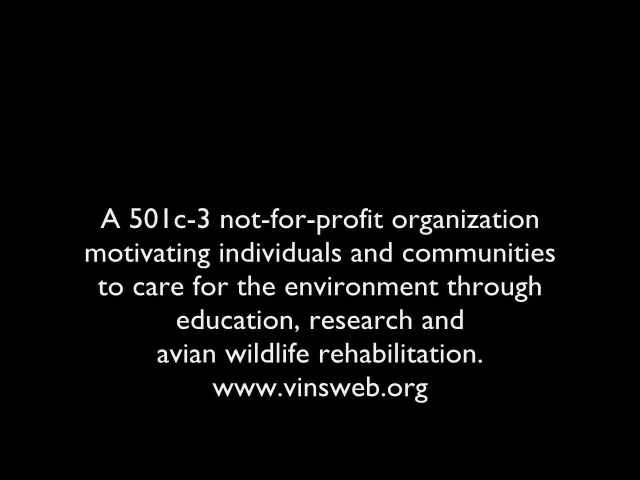 A 501c-3 not-for-profit organization
motivating individuals and communities
to care for the environment through
education, research and
avian wildlife rehabilitation.
www.vinsweb.org